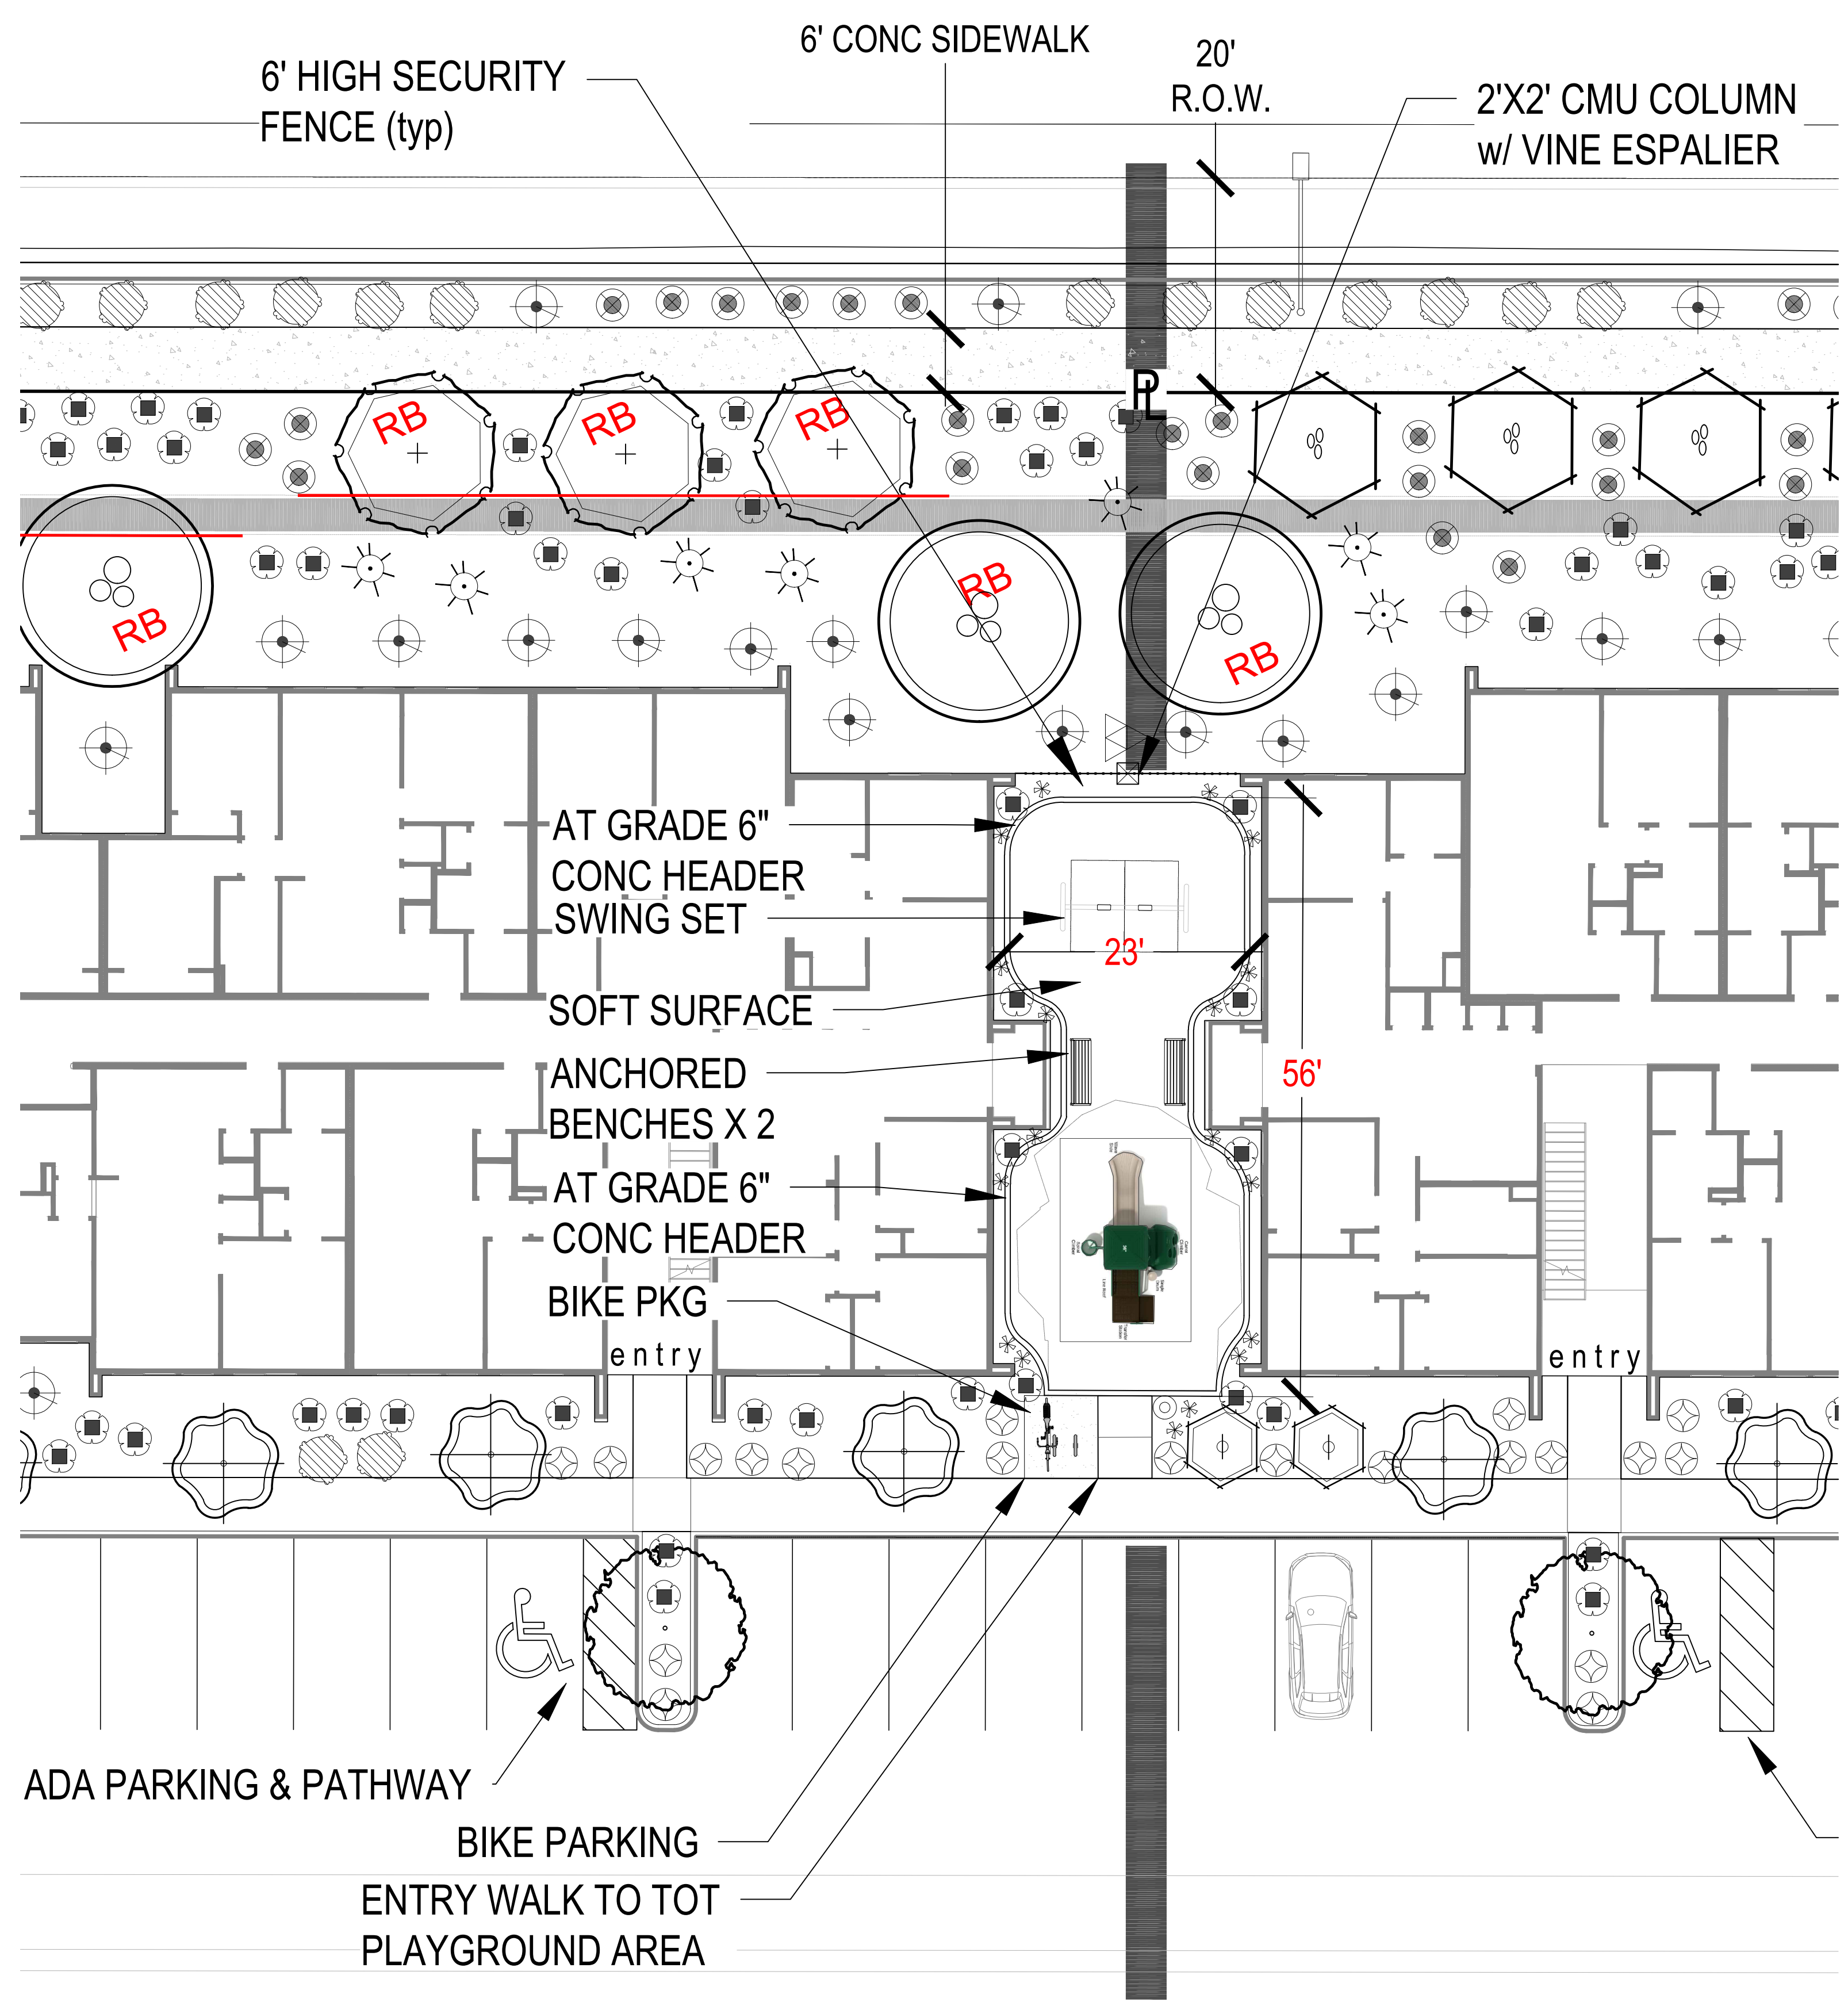 6' CONC SIDEWALK
20'
R.O.W.
6' HIGH SECURITY
FENCE (typ)
2'X2' CMU COLUMN
w/ VINE ESPALIER
PL
RB
RB
RB
RB
RB
RB
AT GRADE 6"
CONC HEADER
SWING SET
23'
SOFT SURFACE
ANCHORED
BENCHES X 2
56'
AT GRADE 6"
CONC HEADER
BIKE PKG
entry
entry
ADA PARKING & PATHWAY
BIKE PARKING
ENTRY WALK TO TOT
PLAYGROUND AREA